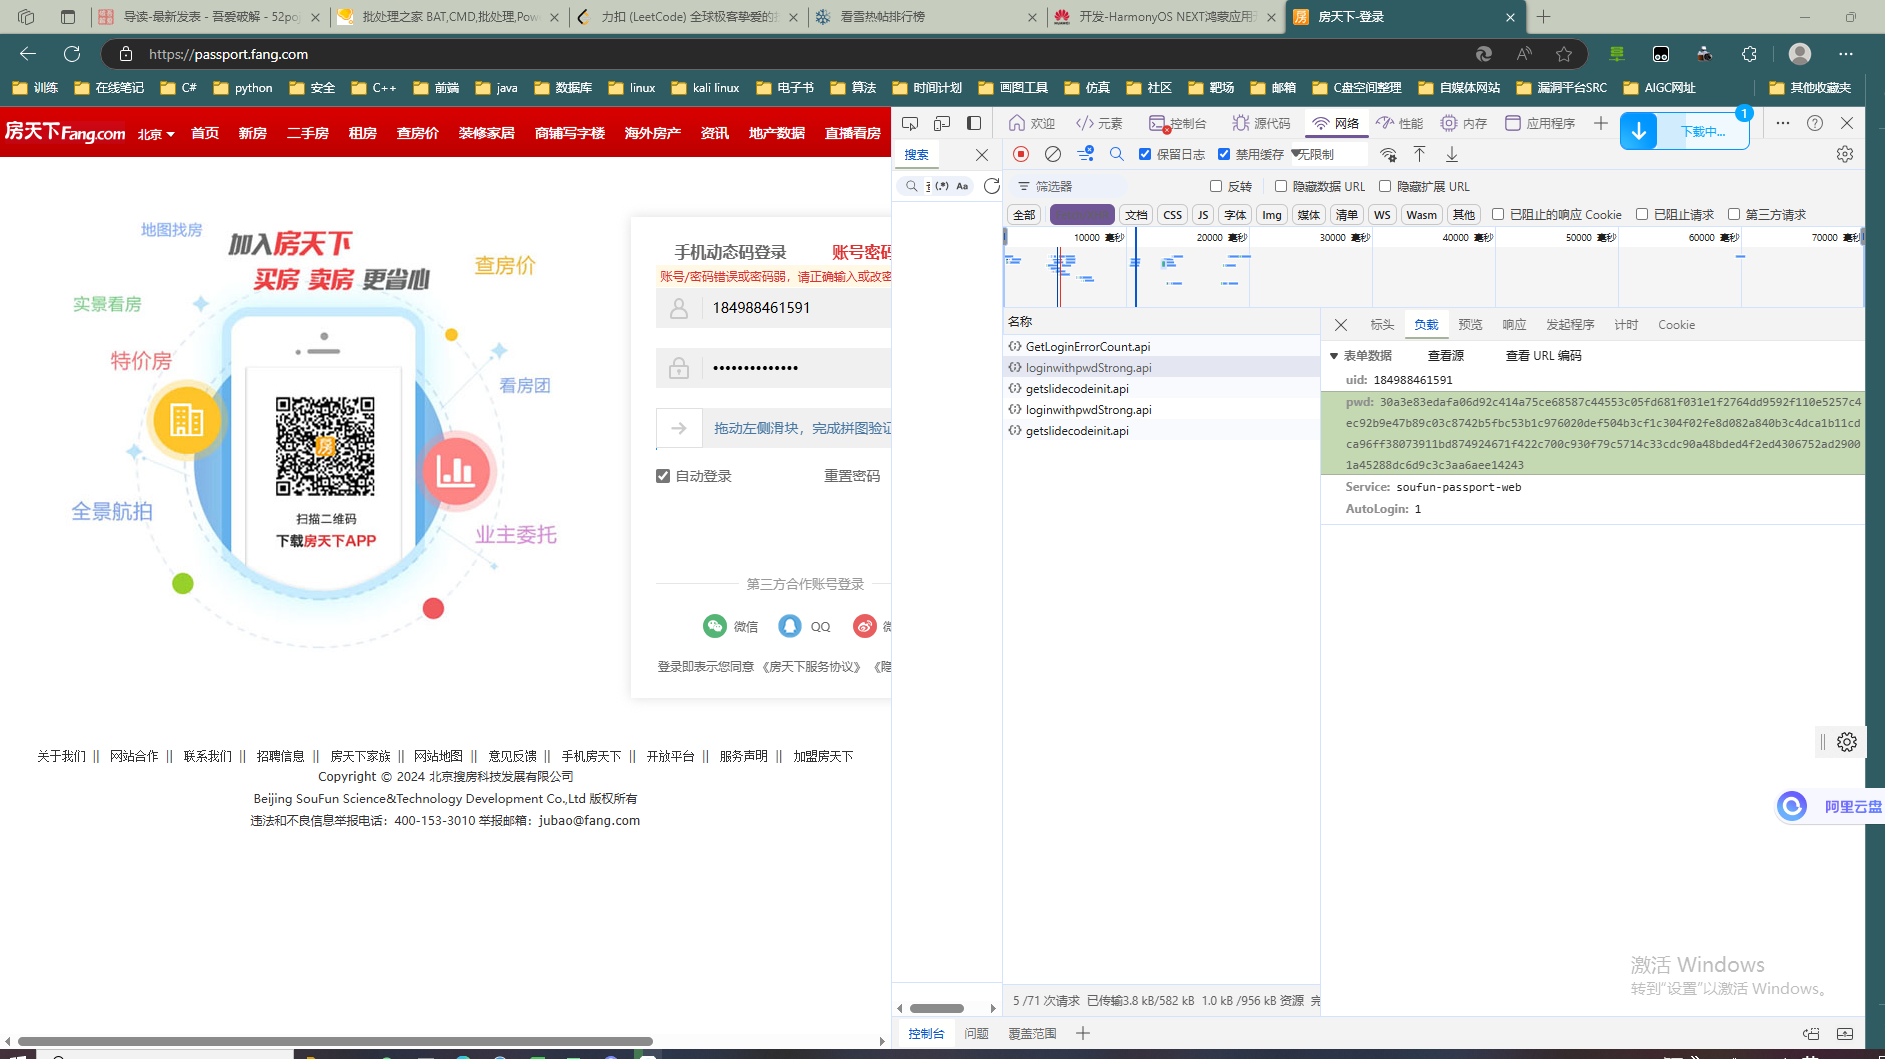 导读-最新发表 - 吾爱破解 - 52poj
批处理之家 BAT,CMD,批处理,Pow
力扣 (LeetCode) 全球极客挚爱的技
看雪热帖排行榜
开发-HarmonyOS NEXT鸿蒙应用
房天下-登录
https://passport.fang.com
训练 在线笔记 C# python 安全 C++ 前端 java 数据库 linux kali linux 电子书 算法 时间计划 画图工具 仿真 社区 靶场 邮箱 C盘空间整理 自媒体网站 漏洞平台SRC AIGC网址 其他收藏夹
房天下Fang.com 北京 首页 新房 二手房 租房 查房价 装修家居 商铺写字楼 海外房产 资讯 地产数据 直播看房
地图找房
加入房天下
买房 卖房 更省心
查房价
实景看房
特价房
看房团
全景航拍
业主委托
房
扫描二维码
下载房天下APP
手机动态码登录 账号密码
账号/密码错误或密码弱，请正确输入或改密
184988461591
••••••••••••••
拖动左侧滑块，完成拼图验证
自动登录 重置密码
第三方合作账号登录
微信 QQ 微
登录即表示您同意 《房天下服务协议》 《隐
关于我们 || 网站合作 || 联系我们 || 招聘信息 || 房天下家族 || 网站地图 || 意见反馈 || 手机房天下 || 开放平台 || 服务声明 || 加盟房天下
Copyright © 2024 北京搜房科技发展有限公司
Beijing SouFun Science&Technology Development Co.,Ltd 版权所有
违法和不良信息举报电话：400-153-3010 举报邮箱：jubao@fang.com
欢迎 元素 控制台 源代码 网络 性能 内存 应用程序
下载中...
1
搜索
(.*) Aa
保留日志 禁用缓存 无限制
筛选器 反转 隐藏数据 URL 隐藏扩展 URL
全部 文档 CSS JS 字体 Img 媒体 清单 WS Wasm 其他 已阻止的响应 Cookie 已阻止请求 第三方请求
10000 毫秒 20000 毫秒 30000 毫秒 40000 毫秒 50000 毫秒 60000 毫秒 70000 毫秒
名称
GetLoginErrorCount.api
loginwithpwdStrong.api
getslidecodeinit.api
loginwithpwdStrong.api
getslidecodeinit.api
标头 负载 预览 响应 发起程序 计时 Cookie
表单数据 查看源 查看 URL 编码
uid: 184988461591
pwd: 30a3e83edafa06d92c414a75ce68587c44553c05fd681f031e1f2764dd9592f110e5257c4
ec92b9e47b89c03c8742b5fbc53b1c976020def504b3cf1c304f02fe8d082a840b3c4dca1b11cd
ca96ff38073911bd874924671f422c700c930f79c5714c33cdc90a48bded4f2ed4306752ad2900
1a45288dc6d9c3c3aa6aee14243
Service: soufun-passport-web
AutoLogin: 1
阿里云盘
激活 Windows
转到“设置”以激活 Windows。
5 /71 次请求 已传输3.8 kB/582 kB 1.0 kB /956 kB 资源 完
控制台 问题 覆盖范围